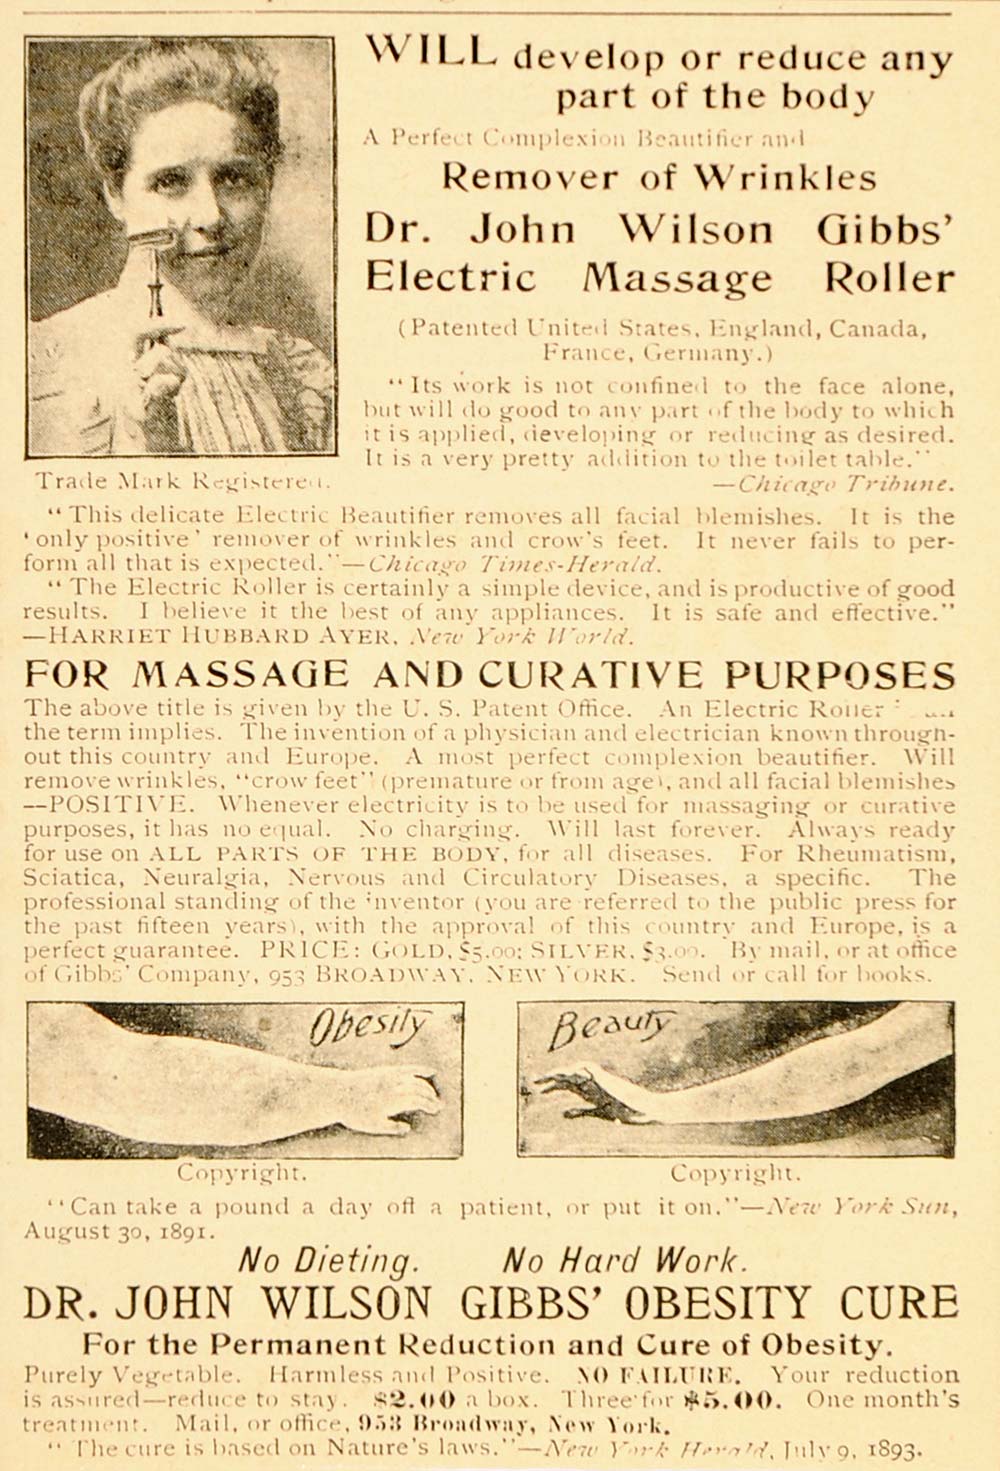 WILL develop or reduce any
part of the body
A Perfect Complexion Beautifier and
Remover of Wrinkles
Dr. John Wilson Gibbs'
Electric Massage Roller
(Patented United States, England, Canada,
France, Germany.)
"Its work is not confined to the face alone,
but will do good to any part of the body to which
it is applied, developing or reducing as desired.
It is a very pretty addition to the toilet table."
—Chicago Tribune.
Trade Mark Registered.
"This delicate Electric Beautifier removes all facial blemishes. It is the
'only positive' remover of wrinkles and crow's feet. It never fails to per-
form all that is expected."—Chicago Times-Herald.
"The Electric Roller is certainly a simple device, and is productive of good
results. I believe it the best of any appliances. It is safe and effective."
—HARRIET HUBBARD AYER, New York World.
FOR MASSAGE AND CURATIVE PURPOSES
The above title is given by the U. S. Patent Office. An Electric Roller
the term implies. The invention of a physician and electrician known through-
out this country and Europe. A most perfect complexion beautifier. Will
remove wrinkles, "crow feet" (premature or from age), and all facial blemishes
—POSITIVE. Whenever electricity is to be used for massaging or curative
purposes, it has no equal. No charging. Will last forever. Always ready
for use on ALL PARTS OF THE BODY, for all diseases. For Rheumatism,
Sciatica, Neuralgia, Nervous and Circulatory Diseases, a specific. The
professional standing of the inventor (you are referred to the public press for
the past fifteen years), with the approval of this country and Europe, is a
perfect guarantee. PRICE: GOLD, $5.00; SILVER, $3.00. By mail, or at office
of Gibbs' Company, 953 BROADWAY, NEW YORK. Send or call for books.
Obesity
Beauty
Copyright.
Copyright.
"Can take a pound a day off a patient, or put it on."—New York Sun,
August 30, 1891.
No Dieting. No Hard Work.
DR. JOHN WILSON GIBBS' OBESITY CURE
For the Permanent Reduction and Cure of Obesity.
Purely Vegetable. Harmless and Positive. NO FAILURE. Your reduction
is assured—reduce to stay. $2.00 a box. Three for $5.00. One month's
treatment. Mail, or office, 953 Broadway, New York.
"The cure is based on Nature's laws."—New York Herald, July 9, 1893.